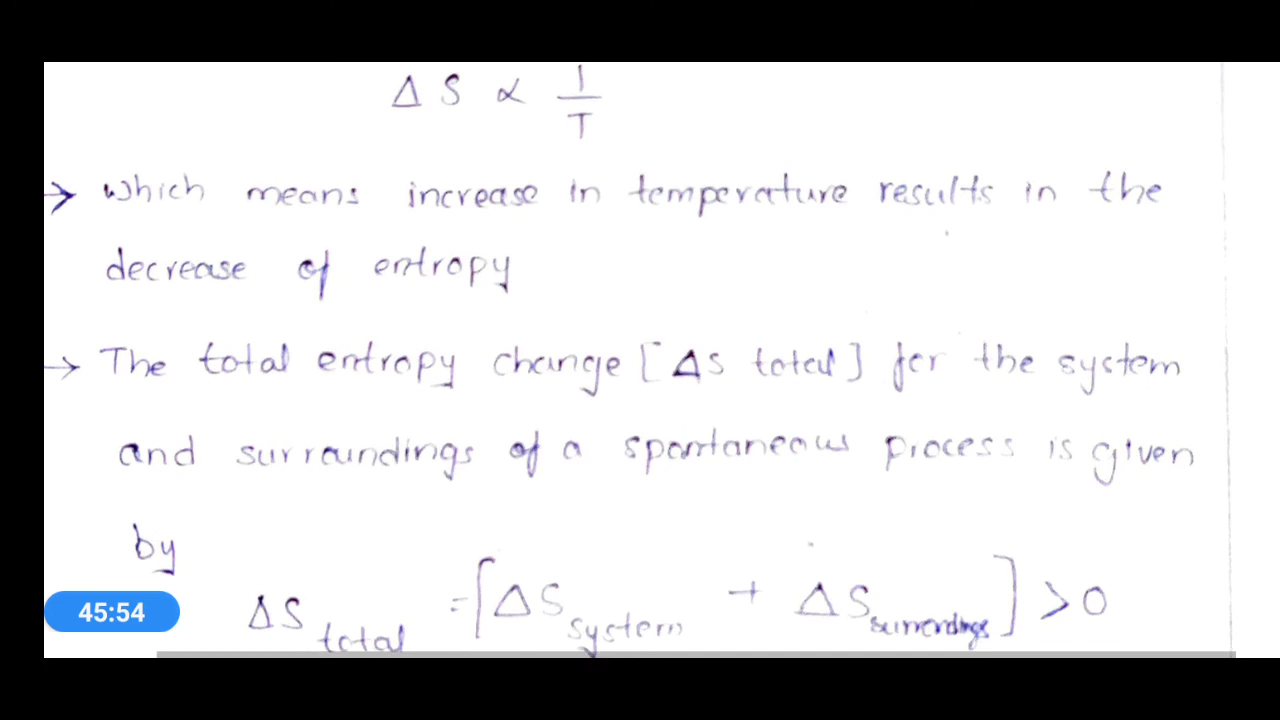 Δ S ∝ 1/T
→ which means increase in temperature results in the
decrease of entropy
→ The total entropy change [ΔS total] for the system
and surroundings of a spontaneous process is given
by
ΔS total = [ΔS system + ΔS surroundings] > 0
45:54